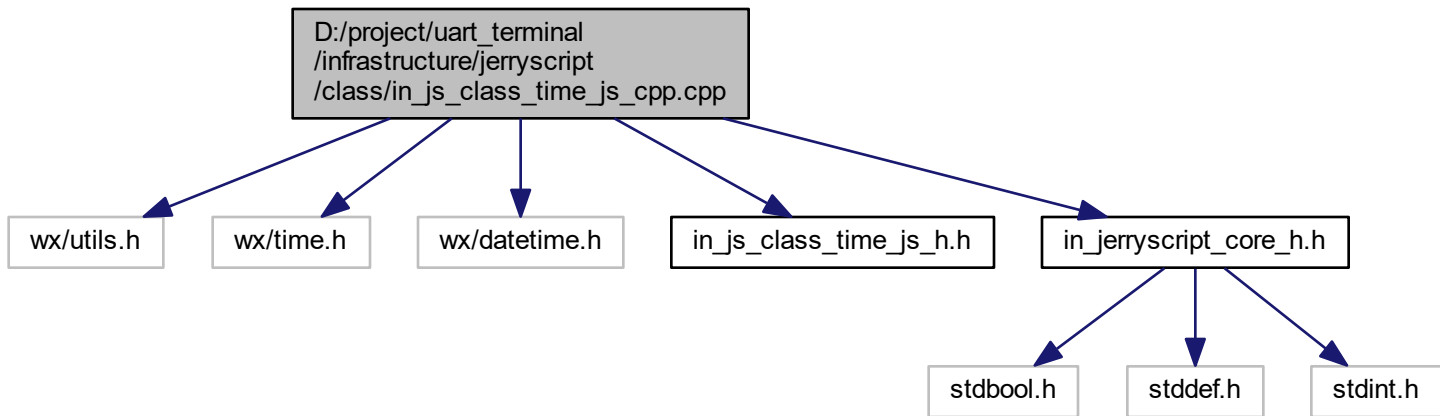 D:/project/uart_terminal
/infrastructure/jerryscript
/class/in_js_class_time_js_cpp.cpp
wx/utils.h
wx/time.h
wx/datetime.h
in_js_class_time_js_h.h
in_jerryscript_core_h.h
stdbool.h
stddef.h
stdint.h